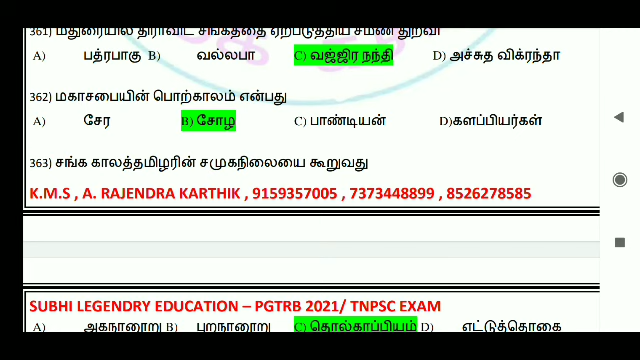 361) மதுரையில் திராவிட சங்கத்தை ஏற்படுத்திய சமண துறவி
A) பத்ரபாகு B) வல்லபா C) வஜ்ஜிர நந்தி D) அச்சுத விக்ரந்தா
362) மகாசபையின் பொற்காலம் என்பது
A) சேர B) சோழ C) பாண்டியன் D)களப்பியர்கள்
363) சங்க காலத்தமிழரின் சமுகநிலையை கூறுவது
K.M.S , A. RAJENDRA KARTHIK , 9159357005 , 7373448899 , 8526278585
SUBHI LEGENDRY EDUCATION – PGTRB 2021/ TNPSC EXAM
A) அகநானூறு B) புறநானூறு C) தொல்காப்பியம் D) எட்டுத்தொகை